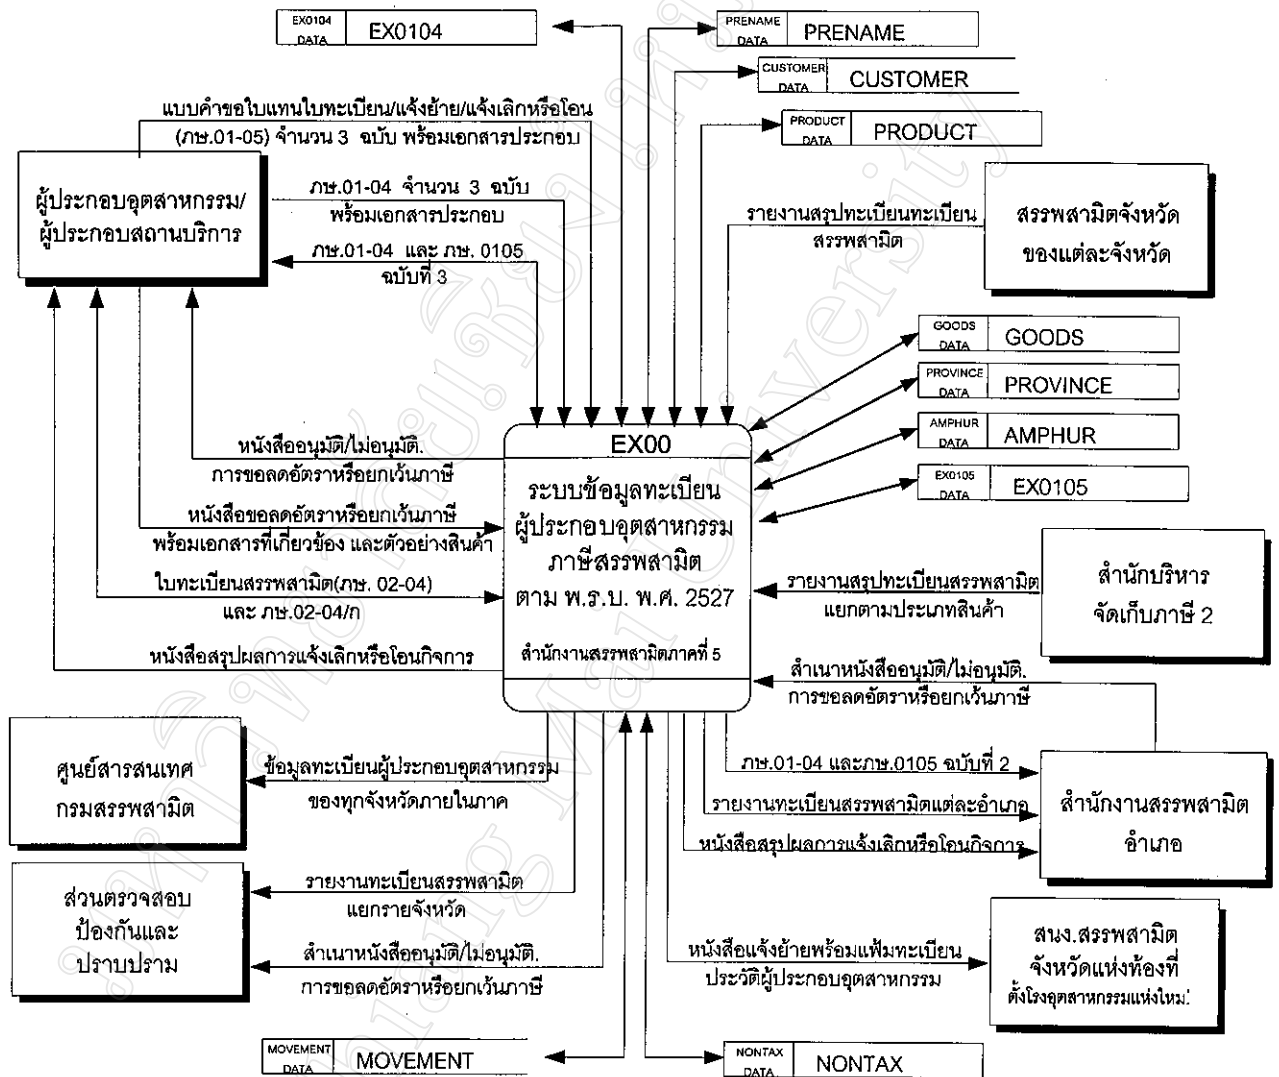 EX0104
DATA
EX0104
PRENAME
DATA
PRENAME
CUSTOMER
DATA
CUSTOMER
PRODUCT
DATA
PRODUCT
แบบคำขอใบแทนใบทะเบียน/แจ้งย้าย/แจ้งเลิกหรือโอน
(ภษ.01-05) จำนวน 3 ฉบับ พร้อมเอกสารประกอบ
ผู้ประกอบอุตสาหกรรม/
ผู้ประกอบสถานบริการ
ภษ.01-04 จำนวน 3 ฉบับ
พร้อมเอกสารประกอบ
ภษ.01-04 และ ภษ. 0105
ฉบับที่ 3
รายงานสรุปทะเบียนทะเบียน
สรรพสามิต
สรรพสามิตจังหวัด
ของแต่ละจังหวัด
GOODS
DATA
GOODS
PROVINCE
DATA
PROVINCE
AMPHUR
DATA
AMPHUR
EX0105
DATA
EX0105
หนังสืออนุมัติ/ไม่อนุมัติ.
การขอลดอัตราหรือยกเว้นภาษี
หนังสือขอลดอัตราหรือยกเว้นภาษี
พร้อมเอกสารที่เกี่ยวข้อง และตัวอย่างสินค้า
ใบทะเบียนสรรพสามิต(ภษ. 02-04)
และ ภษ.02-04/ก
หนังสือสรุปผลการแจ้งเลิกหรือโอนกิจการ
EX00
ระบบข้อมูลทะเบียน
ผู้ประกอบอุตสาหกรรม
ภาษีสรรพสามิต
ตาม พ.ร.บ. พ.ศ. 2527
สำนักงานสรรพสามิตภาคที่ 5
รายงานสรุปทะเบียนสรรพสามิต
แยกตามประเภทสินค้า
สำนักบริหาร
จัดเก็บภาษี 2
สำเนาหนังสืออนุมัติ/ไม่อนุมัติ.
การขอลดอัตราหรือยกเว้นภาษี
ภษ.01-04 และภษ.0105 ฉบับที่ 2
รายงานทะเบียนสรรพสามิตแต่ละอำเภอ
หนังสือสรุปผลการแจ้งเลิกหรือโอนกิจการ
สำนักงานสรรพสามิต
อำเภอ
ศูนย์สารสนเทศ
กรมสรรพสามิต
ข้อมูลทะเบียนผู้ประกอบอุตสาหกรรม
ของทุกจังหวัดภายในภาค
ส่วนตรวจสอบ
ป้องกันและ
ปราบปราม
รายงานทะเบียนสรรพสามิต
แยกรายจังหวัด
สำเนาหนังสืออนุมัติ/ไม่อนุมัติ.
การขอลดอัตราหรือยกเว้นภาษี
หนังสือแจ้งย้ายพร้อมแฟ้มทะเบียน
ประวัติผู้ประกอบอุตสาหกรรม
สนง.สรรพสามิต
จังหวัดแห่งท้องที่
ตั้งโรงอุตสาหกรรมแห่งใหม่
MOVEMENT
DATA
MOVEMENT
NONTAX
DATA
NONTAX
มหาวิทยาลัยเชียงใหม่
Chiang Mai University